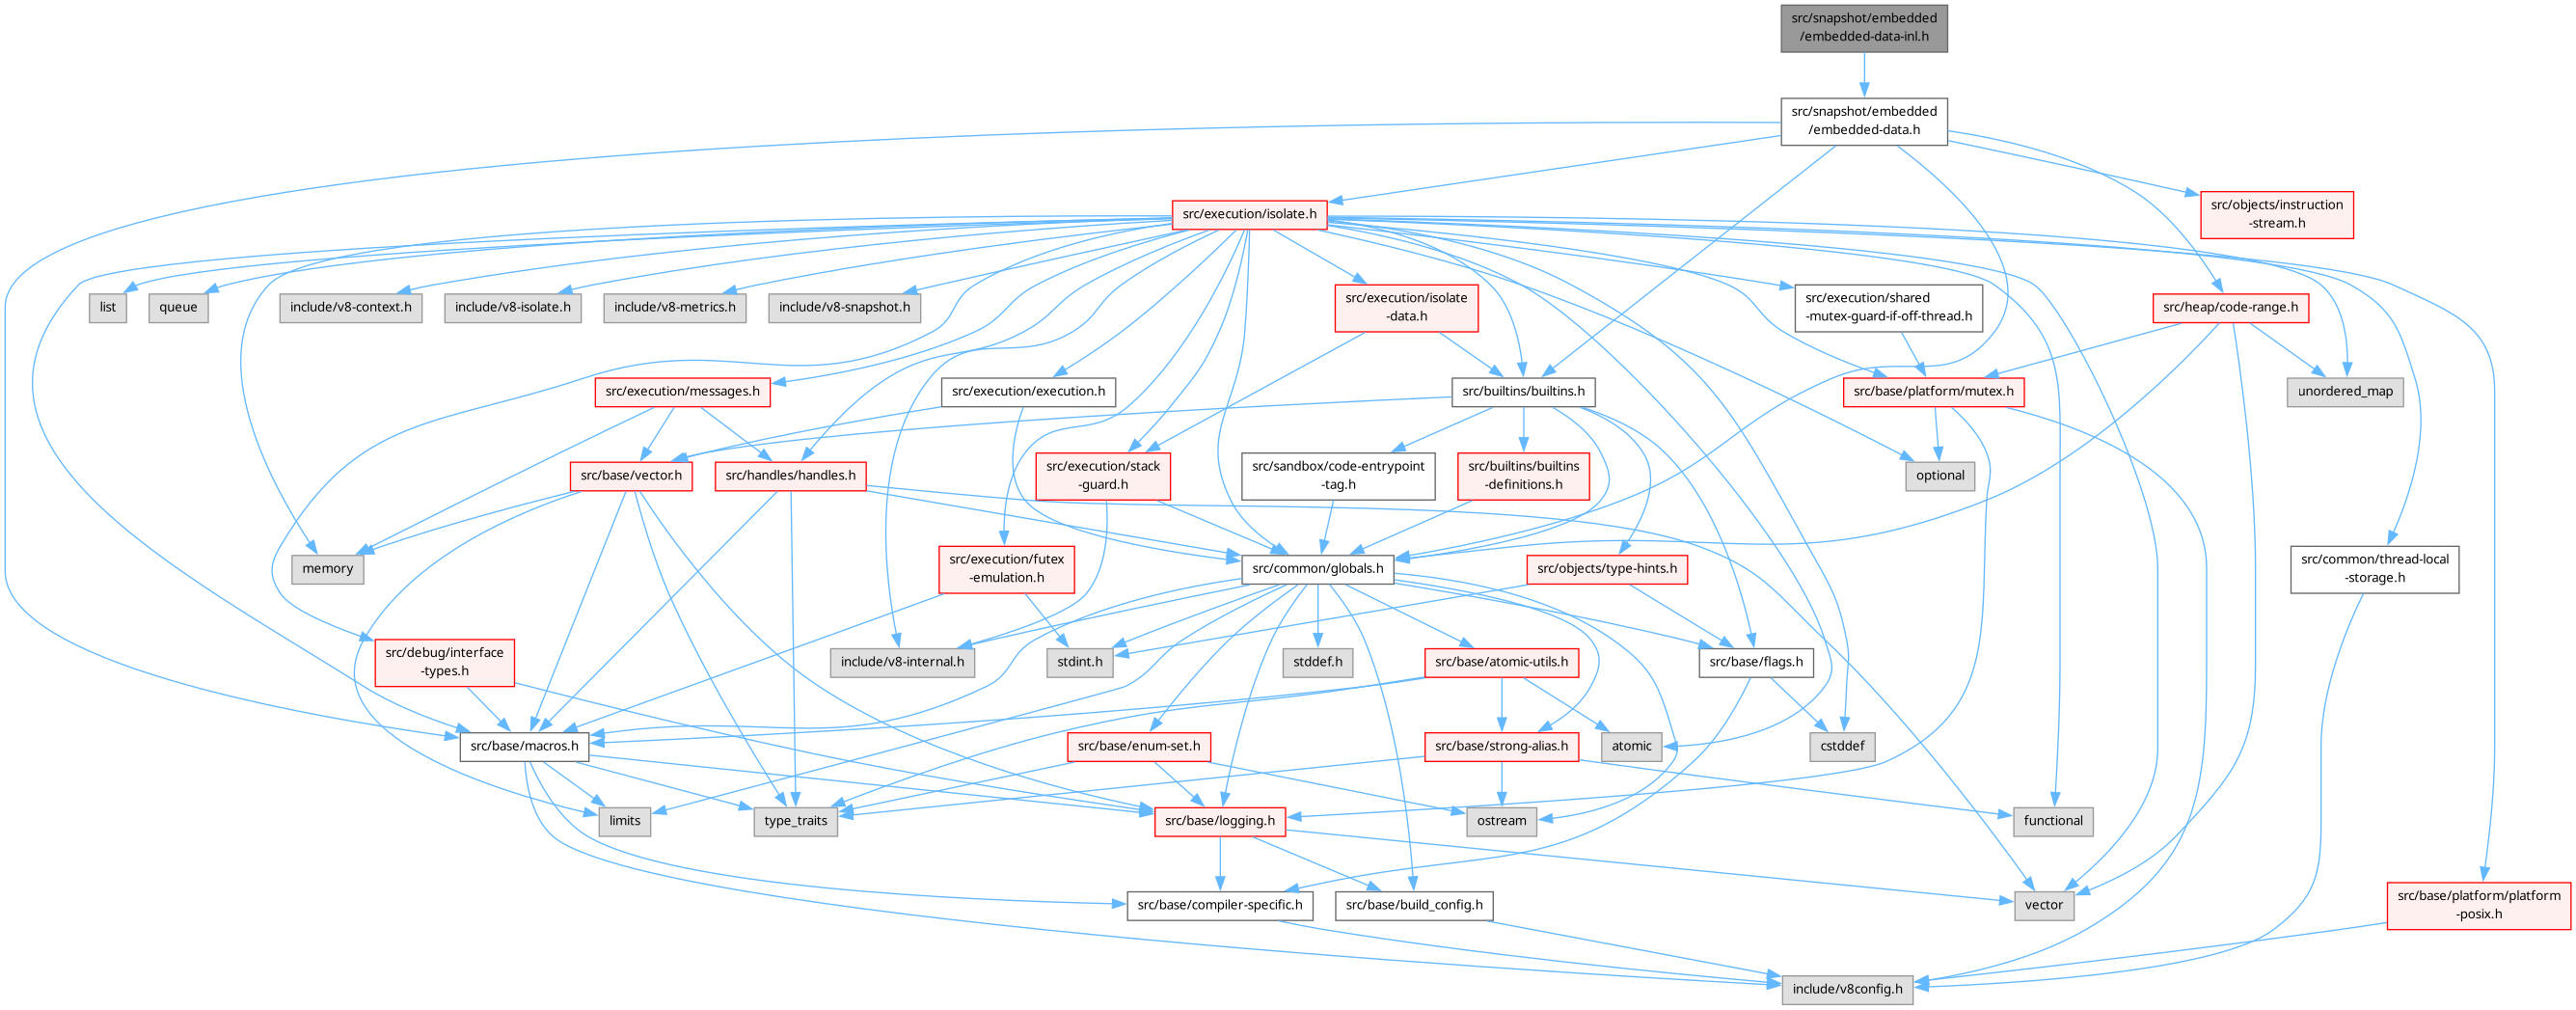 src/snapshot/embedded
/embedded-data-inl.h
src/snapshot/embedded
/embedded-data.h
src/execution/isolate.h
src/objects/instruction
-stream.h
list
queue
include/v8-context.h
include/v8-isolate.h
include/v8-metrics.h
include/v8-snapshot.h
src/execution/isolate
-data.h
src/execution/shared
-mutex-guard-if-off-thread.h
src/heap/code-range.h
src/execution/messages.h
src/execution/execution.h
src/builtins/builtins.h
src/base/platform/mutex.h
unordered_map
src/base/vector.h
src/handles/handles.h
src/execution/stack
-guard.h
src/sandbox/code-entrypoint
-tag.h
src/builtins/builtins
-definitions.h
optional
memory
src/execution/futex
-emulation.h
src/common/globals.h
src/objects/type-hints.h
src/common/thread-local
-storage.h
src/debug/interface
-types.h
include/v8-internal.h
stdint.h
stddef.h
src/base/atomic-utils.h
src/base/flags.h
src/base/macros.h
src/base/enum-set.h
src/base/strong-alias.h
atomic
cstddef
limits
type_traits
src/base/logging.h
ostream
functional
src/base/compiler-specific.h
src/base/build_config.h
vector
src/base/platform/platform
-posix.h
include/v8config.h